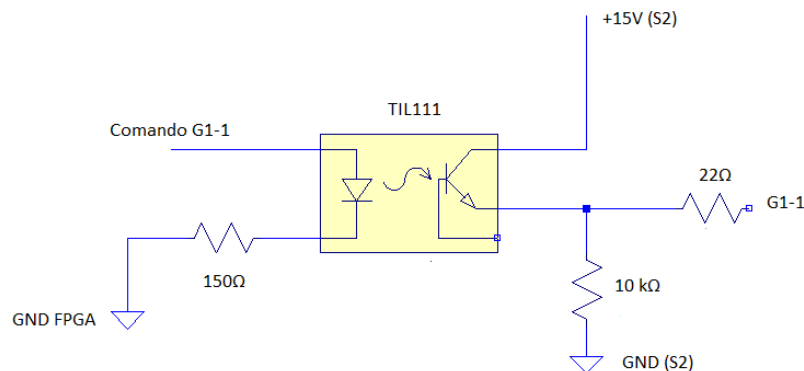 +15V (S2)
TIL111
Comando G1-1
22Ω
G1-1
150Ω
10 kΩ
GND FPGA
GND (S2)